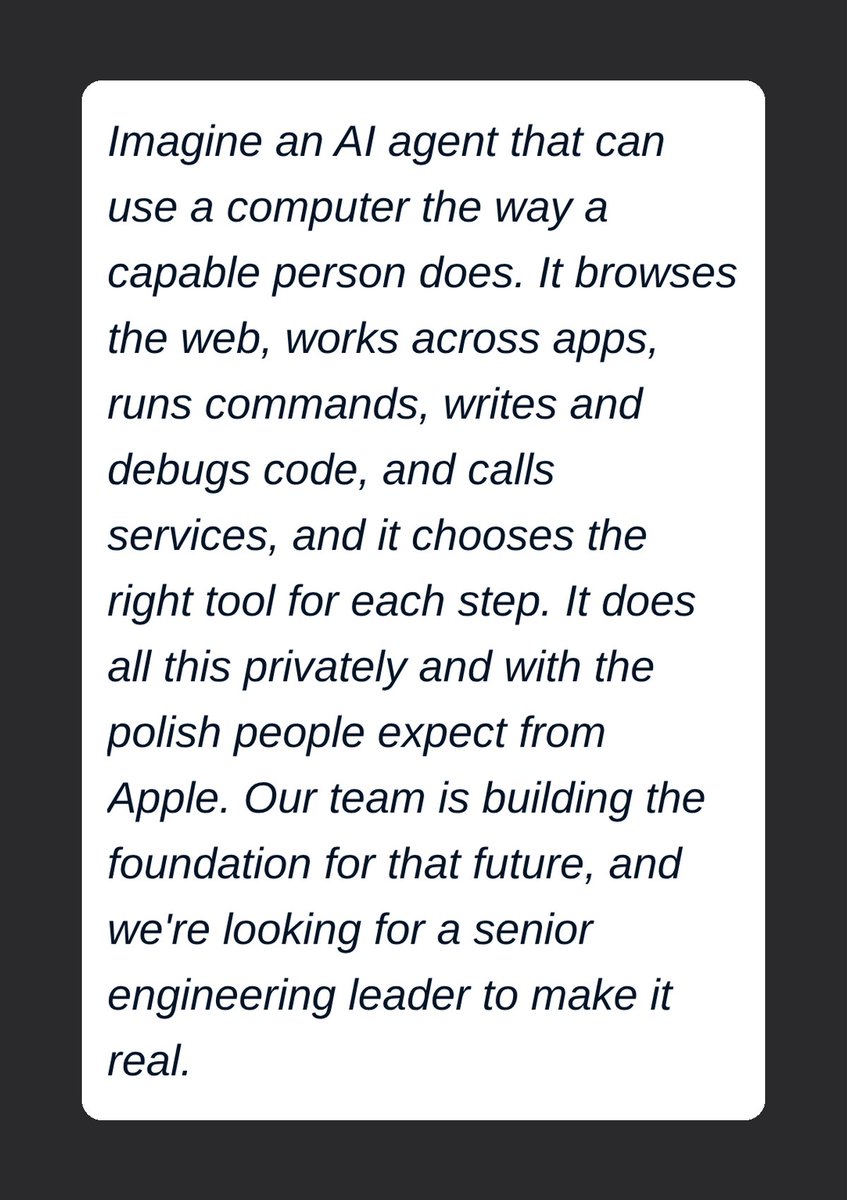 Imagine an AI agent that can
use a computer the way a
capable person does. It browses
the web, works across apps,
runs commands, writes and
debugs code, and calls
services, and it chooses the
right tool for each step. It does
all this privately and with the
polish people expect from
Apple. Our team is building the
foundation for that future, and
we're looking for a senior
engineering leader to make it
real.